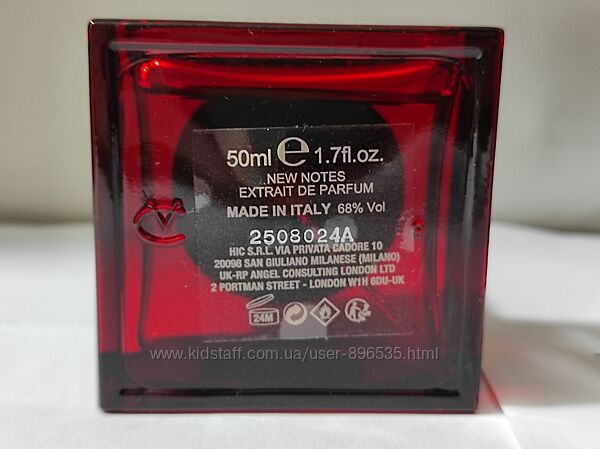 50ml e 1.7fl.oz.
NEW NOTES
EXTRAIT DE PARFUM
MADE IN ITALY 68% Vol
2508024A
HIC S.R.L. VIA PRIVATA CADORE 10
20098 SAN GIULIANO MILANESE (MILANO)
UK-RP ANGEL CONSULTING LONDON LTD
2 PORTMAN STREET - LONDON W1H 6DU-UK
24M
www.kidstaff.com.ua/user-896535.html